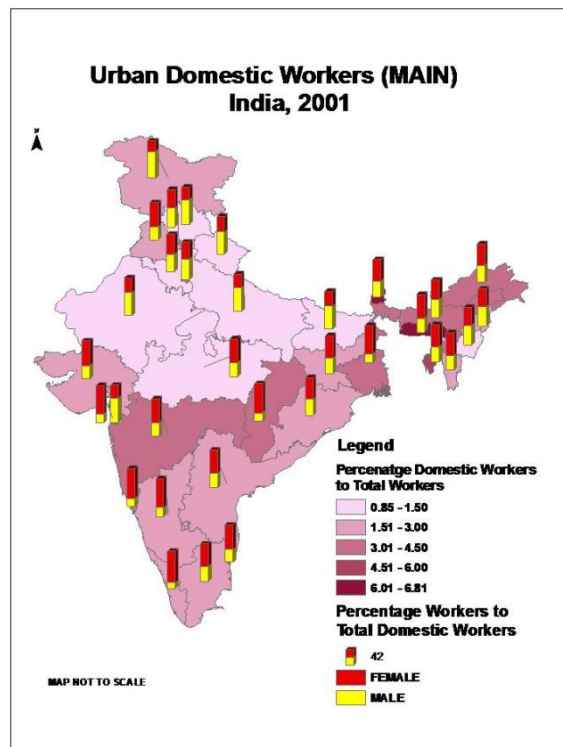 Urban Domestic Workers (MAIN)
India, 2001
N
Legend
Percenatge Domestic Workers
to Total Workers
0.85 - 1.50
1.51 - 3.00
3.01 - 4.50
4.51 - 6.00
6.01 - 6.81
Percentage Workers to
Total Domestic Workers
42
FEMALE
MALE
MAP NOT TO SCALE